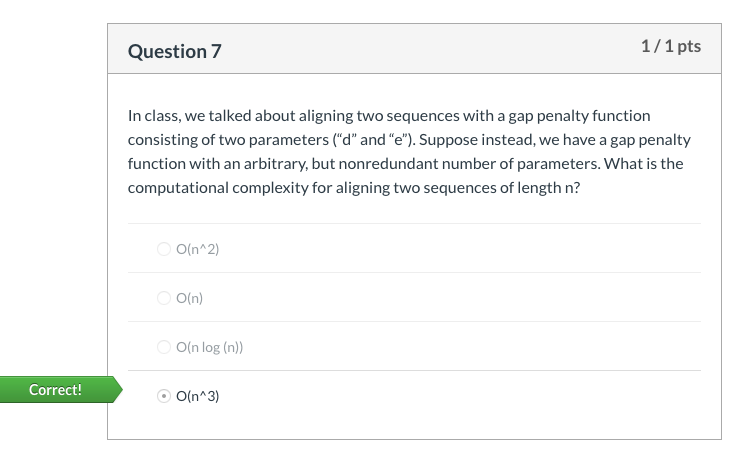 Question 7
1 / 1 pts
In class, we talked about aligning two sequences with a gap penalty function
consisting of two parameters (“d” and “e”). Suppose instead, we have a gap penalty
function with an arbitrary, but nonredundant number of parameters. What is the
computational complexity for aligning two sequences of length n?
O(n^2)
O(n)
O(n log (n))
Correct!
O(n^3)